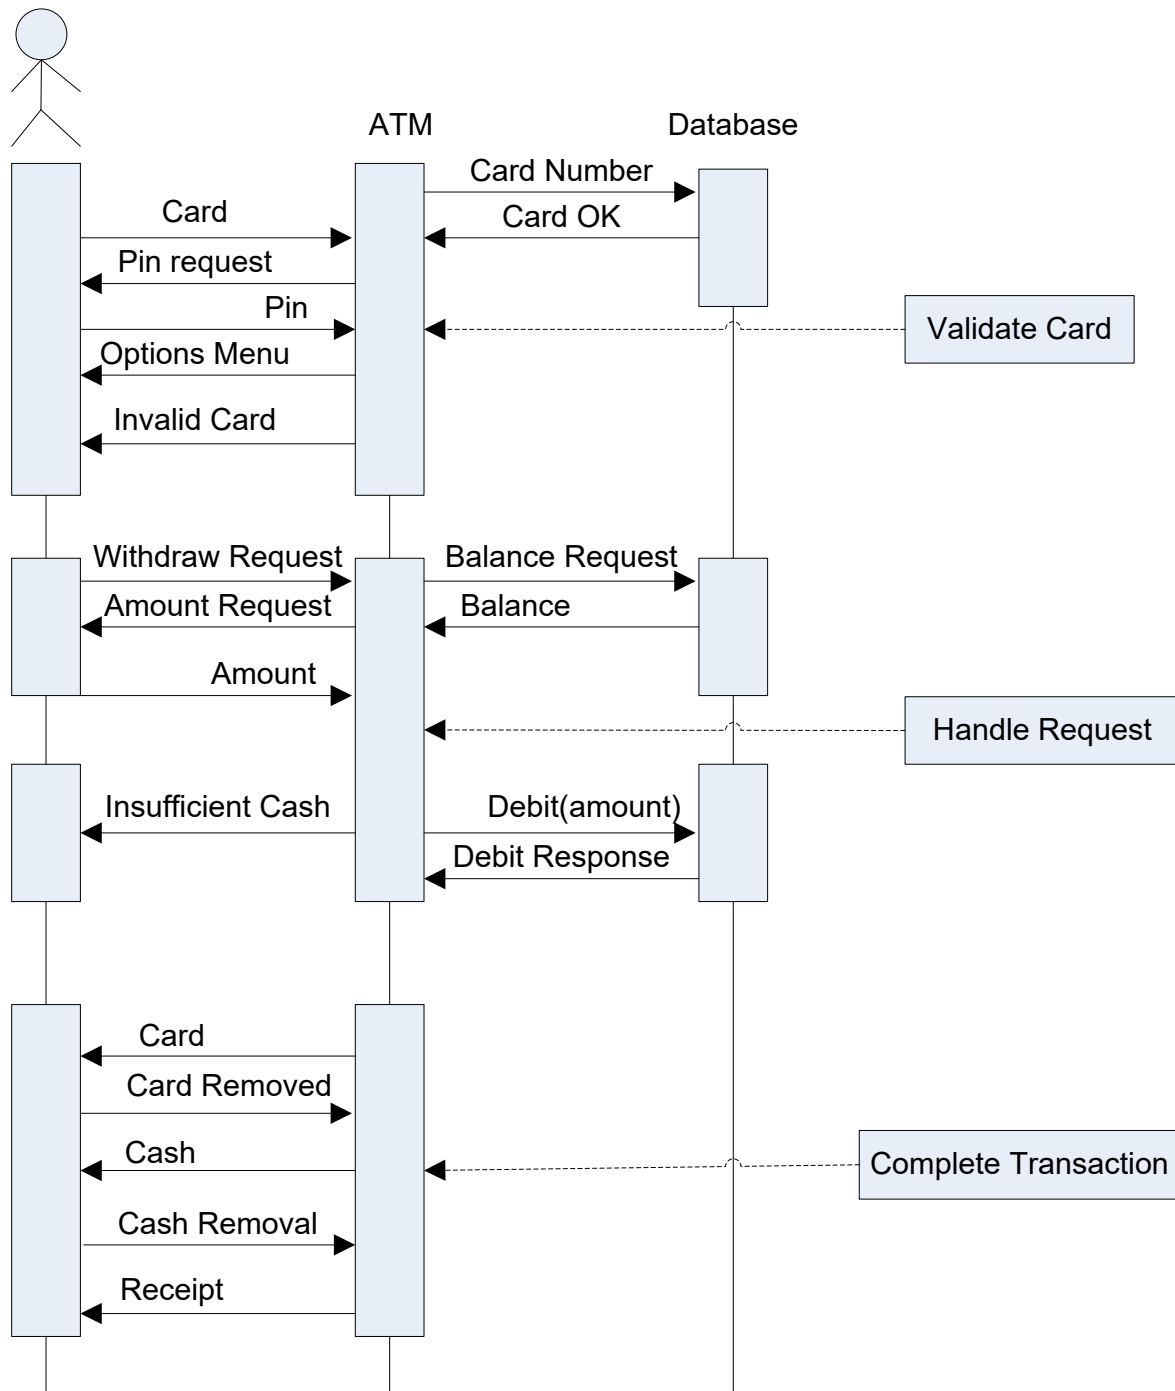 ATM
Database
Card Number
Card
Card OK
Pin request
Pin
Validate Card
Options Menu
Invalid Card
Withdraw Request
Balance Request
Amount Request
Balance
Amount
Handle Request
Insufficient Cash
Debit(amount)
Debit Response
Card
Card Removed
Cash
Complete Transaction
Cash Removal
Receipt